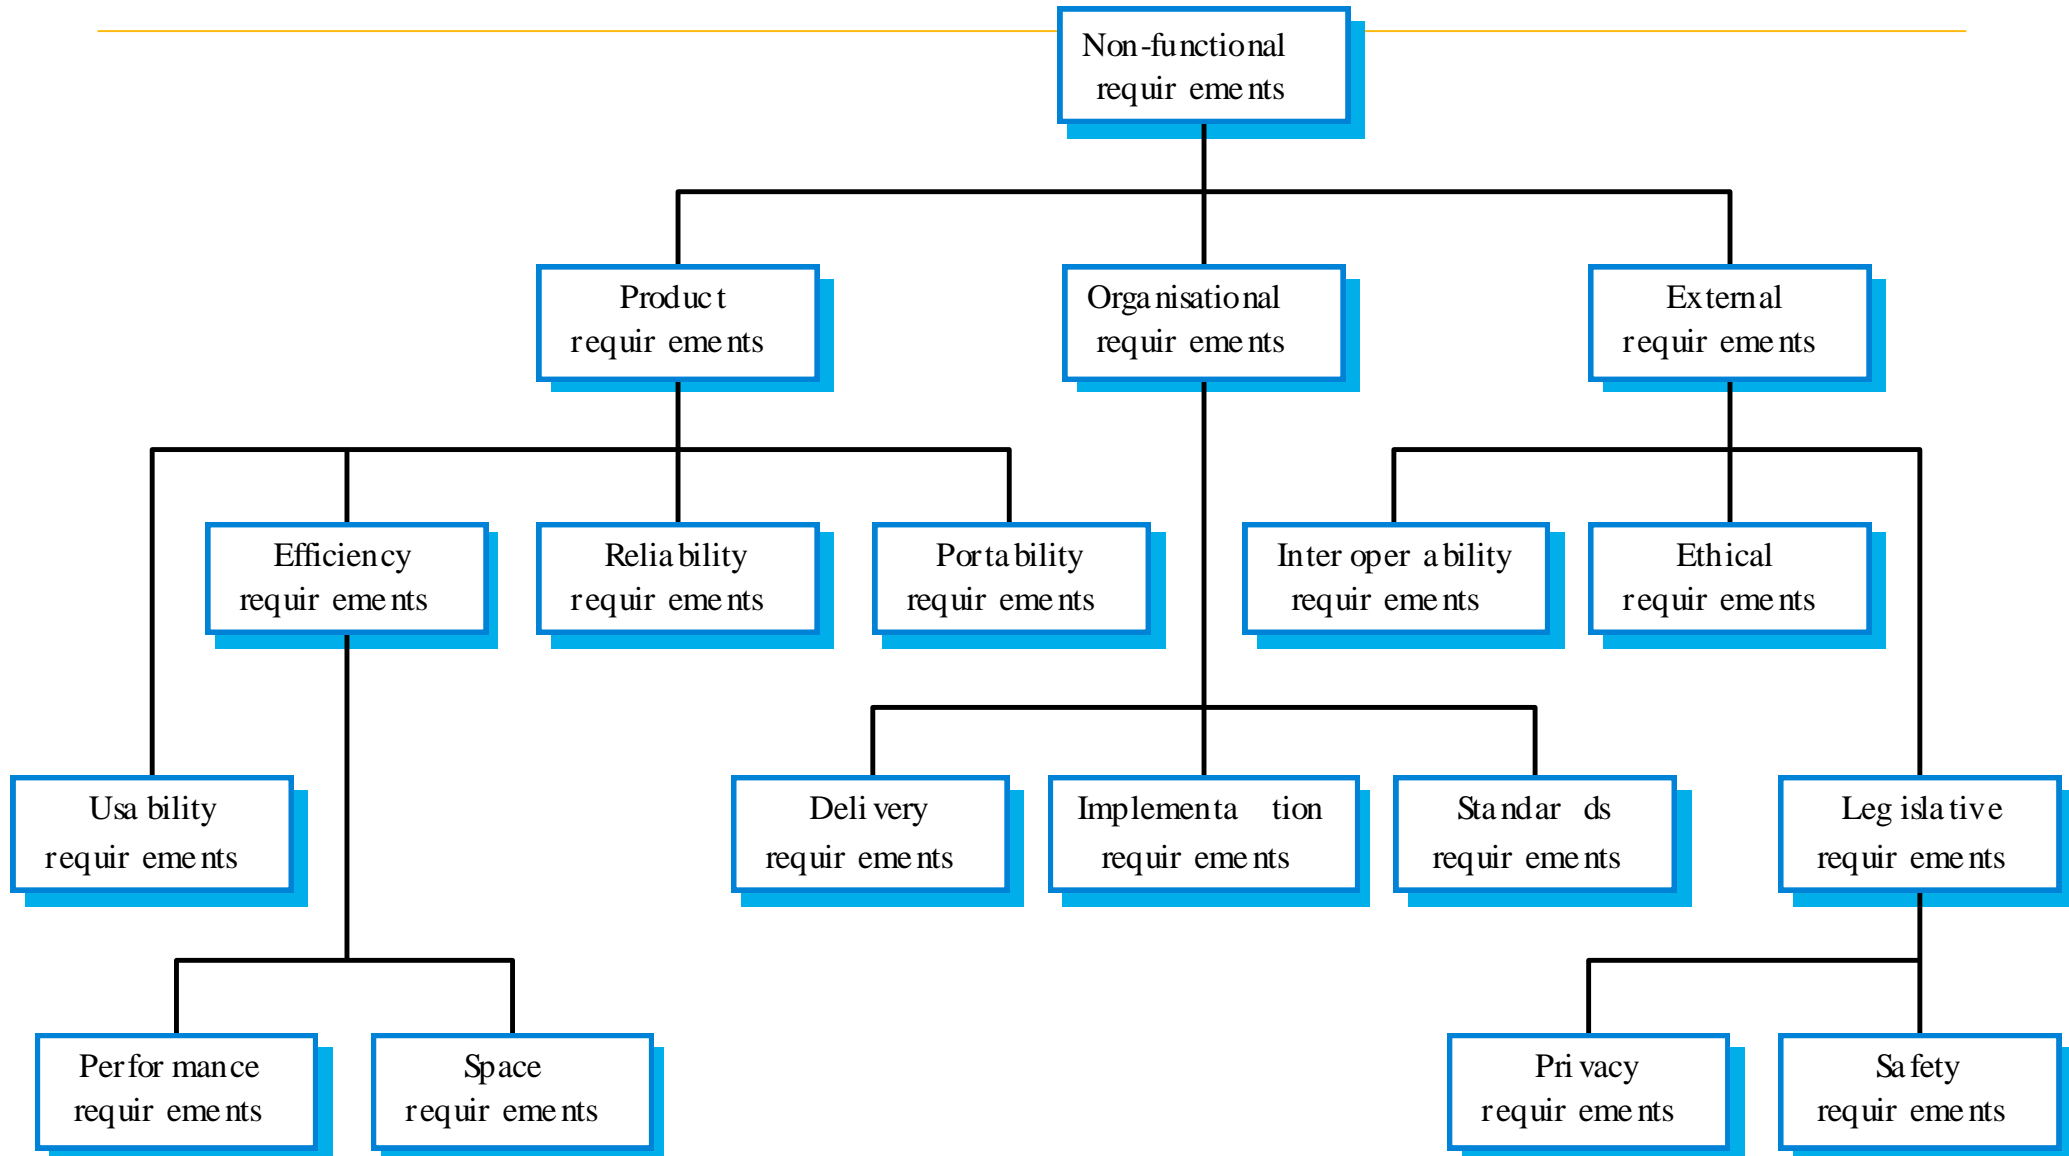 Non-functional
requirements
Product
requirements
Organisational
requirements
External
requirements
Efficiency
requirements
Reliability
requirements
Portability
requirements
Interoperability
requirements
Ethical
requirements
Usability
requirements
Delivery
requirements
Implementation
requirements
Standards
requirements
Legislative
requirements
Performance
requirements
Space
requirements
Privacy
requirements
Safety
requirements